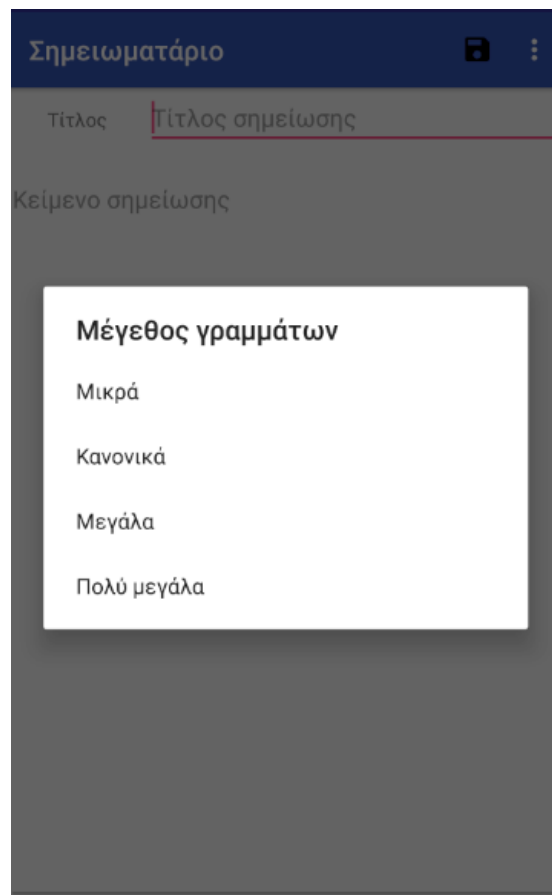 Σημειωματάριο
Τίτλος Τίτλος σημείωσης
Κείμενο σημείωσης
Μέγεθος γραμμάτων
Μικρά
Κανονικά
Μεγάλα
Πολύ μεγάλα